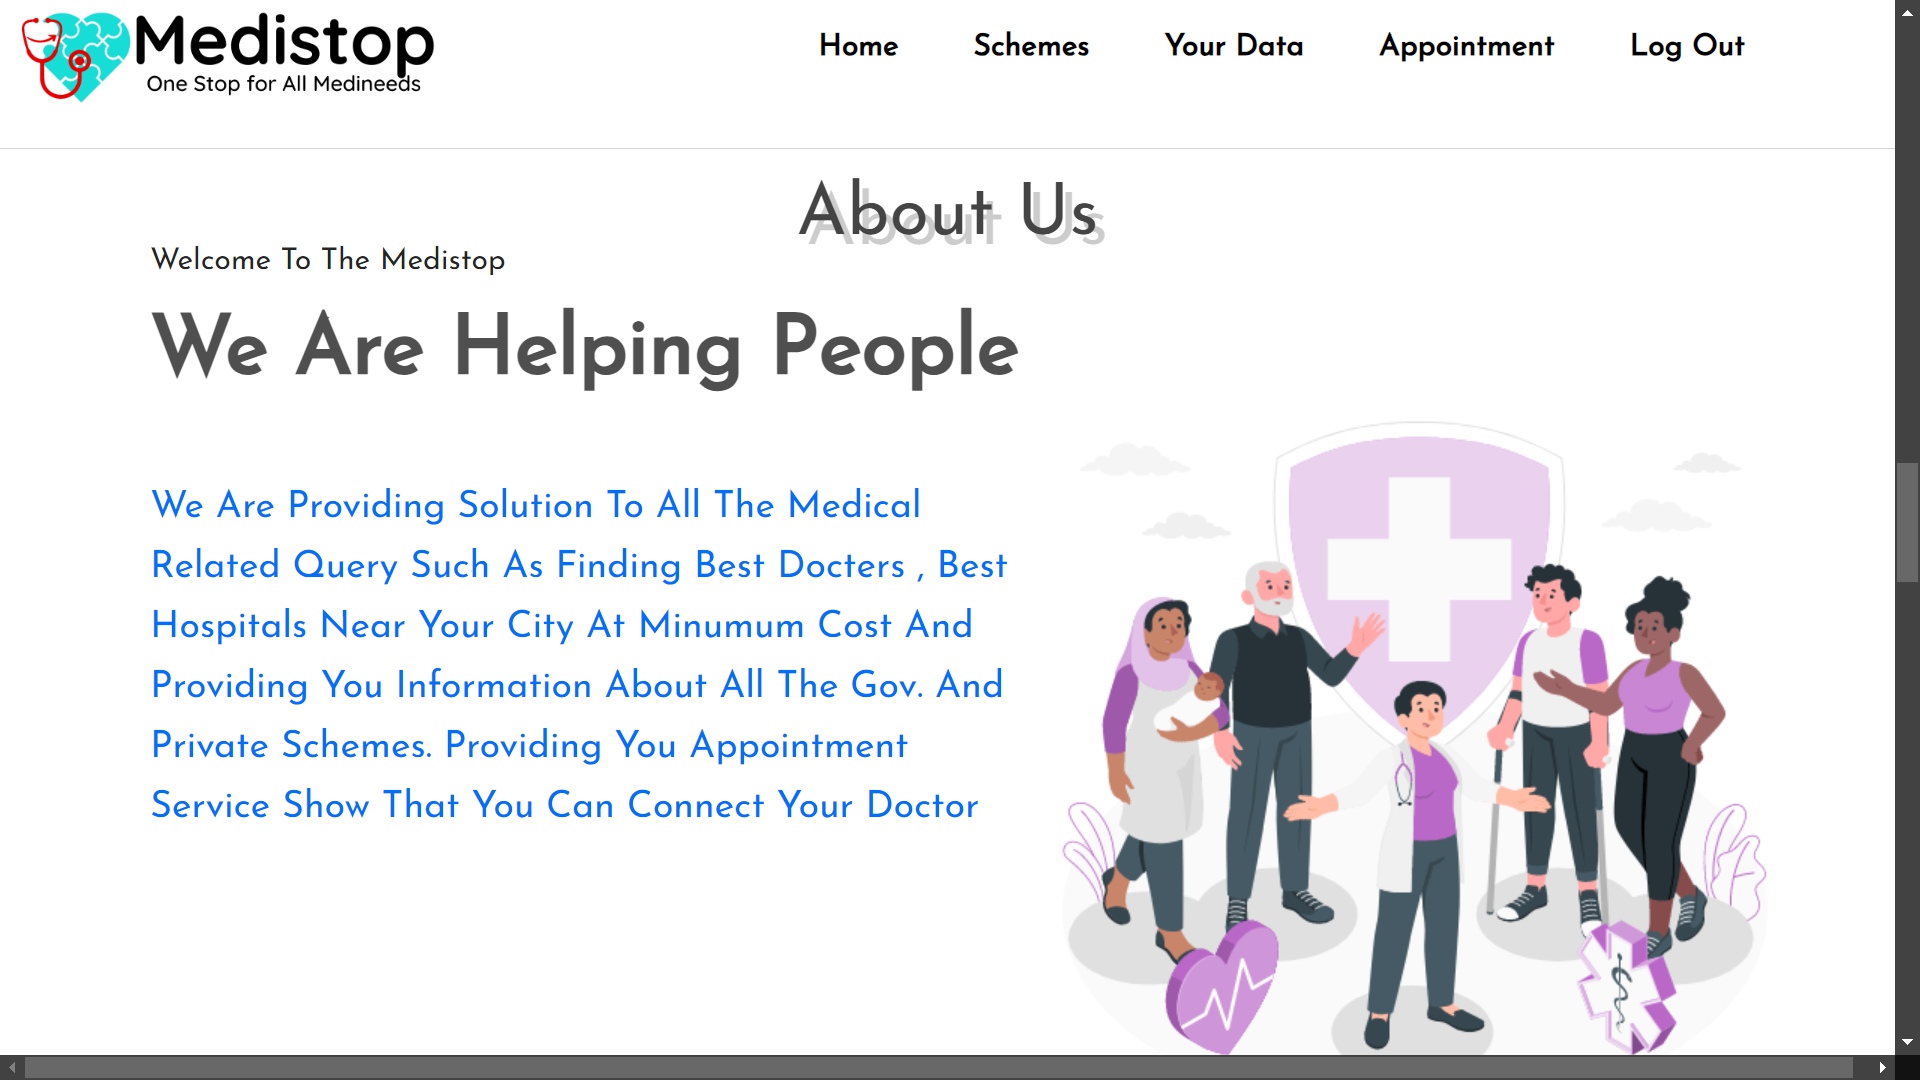 Medistop
One Stop for All Medineeds
Home Schemes Your Data Appointment Log Out
About Us
Welcome To The Medistop
We Are Helping People
We Are Providing Solution To All The Medical
Related Query Such As Finding Best Docters , Best
Hospitals Near Your City At Minumum Cost And
Providing You Information About All The Gov. And
Private Schemes. Providing You Appointment
Service Show That You Can Connect Your Doctor